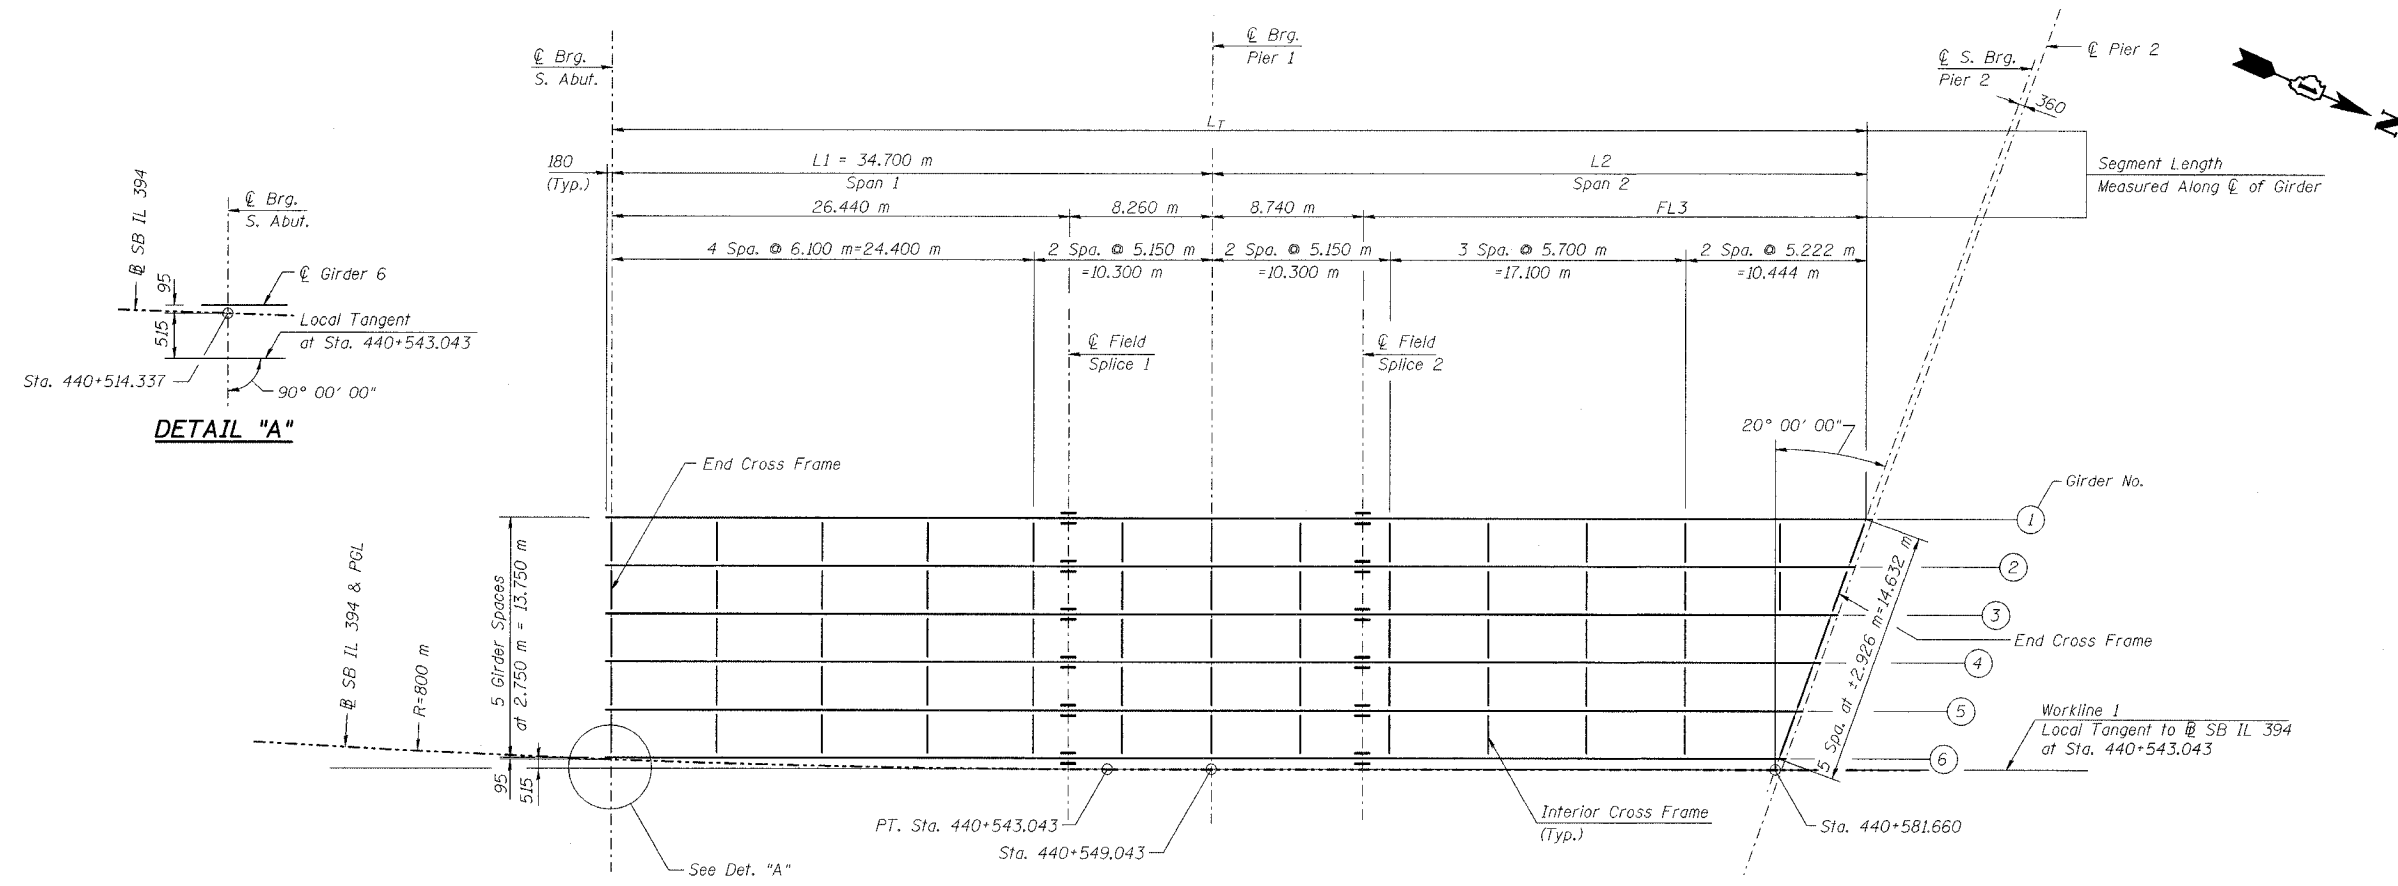 ℄ Brg.
S. Abut.
℄ Brg.
Pier 1
℄ S. Brg.
Pier 2
℄ Pier 2
360
N
LT
180
(Typ.)
L1 = 34.700 m
Span 1
L2
Span 2
Segment Length
Measured Along ℄ of Girder
26.440 m
8.260 m
8.740 m
FL3
4 Spa. @ 6.100 m=24.400 m
2 Spa. @ 5.150 m
=10.300 m
2 Spa. @ 5.150 m
=10.300 m
3 Spa. @ 5.700 m
=17.100 m
2 Spa. @ 5.222 m
=10.444 m
℄ Field
Splice 1
℄ Field
Splice 2
B SB IL 394
℄ Brg.
S. Abut.
95
515
℄ Girder 6
Local Tangent
at Sta. 440+543.043
Sta. 440+514.337
90° 00' 00"
DETAIL "A"
20° 00' 00"
End Cross Frame
Girder No.
1
2
3
4
5
6
5 Girder Spaces
at 2.750 m = 13.750 m
B SB IL 394 & PGL
R=800 m
95
515
5 Spa. at ±2.926 m=14.632 m
End Cross Frame
Workline 1
Local Tangent to B SB IL 394
at Sta. 440+543.043
PT. Sta. 440+543.043
Sta. 440+549.043
Interior Cross Frame
(Typ.)
Sta. 440+581.660
See Det. "A"